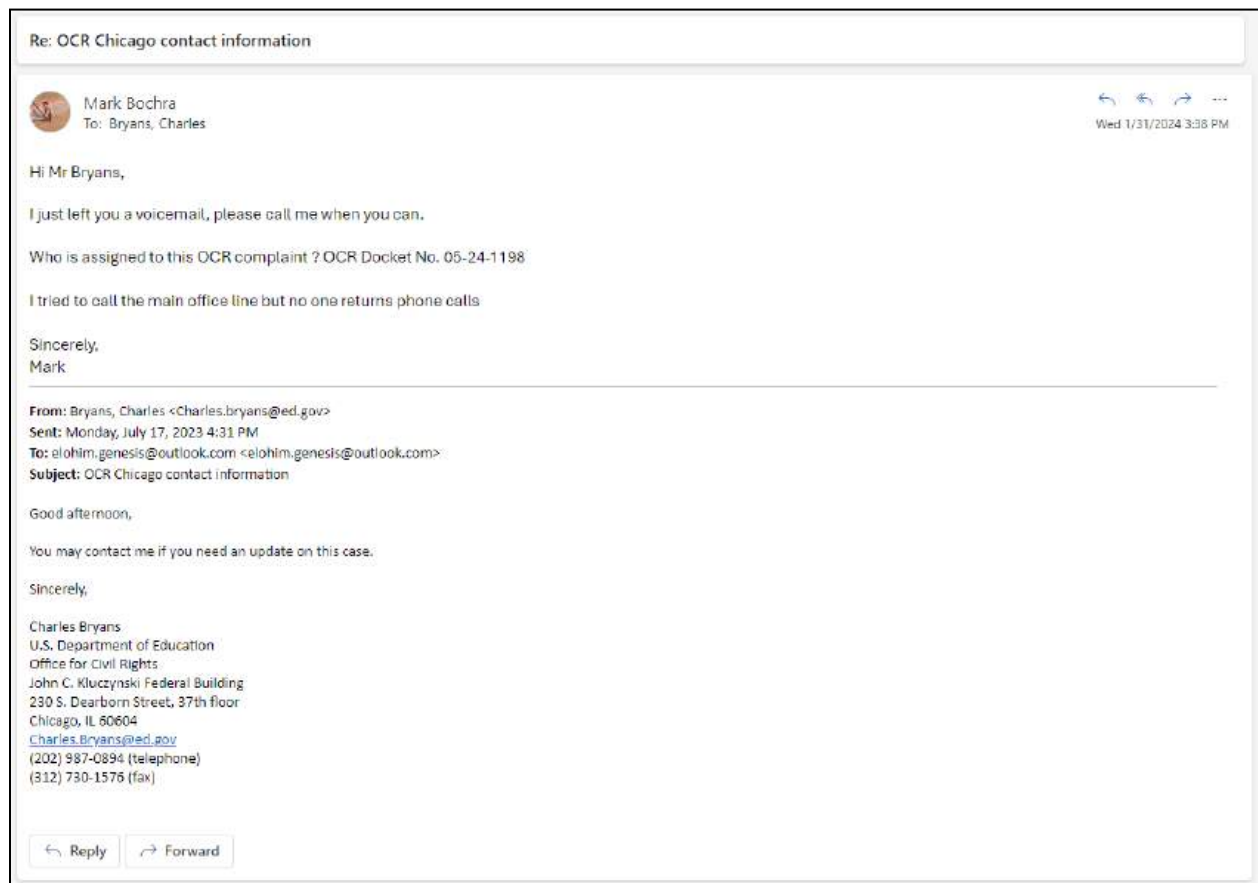 Re: OCR Chicago contact information
Mark Bochra
To: Bryans, Charles
Wed 1/31/2024 3:38 PM
Hi Mr Bryans,
I just left you a voicemail, please call me when you can.
Who is assigned to this OCR complaint ? OCR Docket No. 05-24-1198
I tried to call the main office line but no one returns phone calls
Sincerely,
Mark
From: Bryans, Charles <Charles.bryans@ed.gov>
Sent: Monday, July 17, 2023 4:31 PM
To: elohim.genesis@outlook.com <elohim.genesis@outlook.com>
Subject: OCR Chicago contact information
Good afternoon,
You may contact me if you need an update on this case.
Sincerely,
Charles Bryans
U.S. Department of Education
Office for Civil Rights
John C. Kluczynski Federal Building
230 S. Dearborn Street, 37th floor
Chicago, IL 60604
Charles.Bryans@ed.gov
(202) 987-0894 (telephone)
(312) 730-1576 (fax)
Reply
Forward